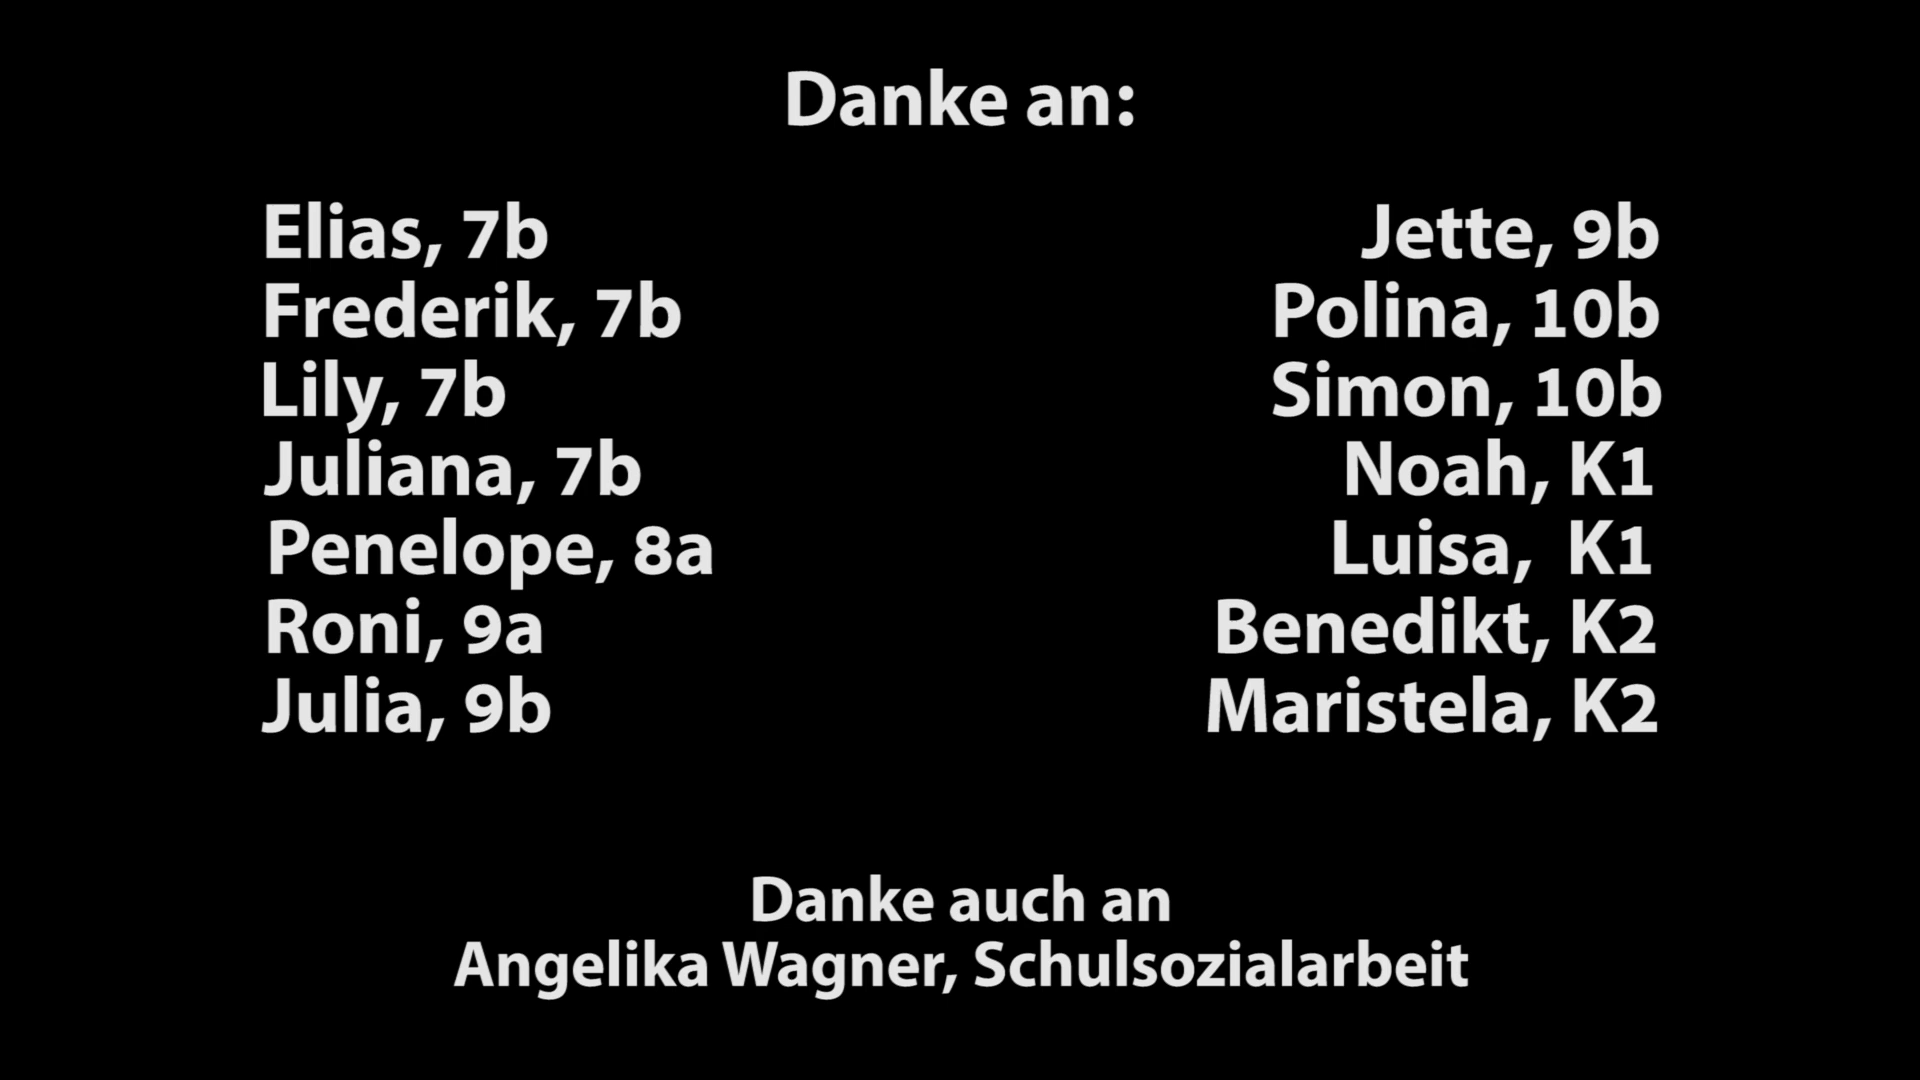 Danke an:
Elias, 7b
Frederik, 7b
Lily, 7b
Juliana, 7b
Penelope, 8a
Roni, 9a
Julia, 9b
Jette, 9b
Polina, 10b
Simon, 10b
Noah, K1
Luisa, K1
Benedikt, K2
Maristela, K2
Danke auch an
Angelika Wagner, Schulsozialarbeit